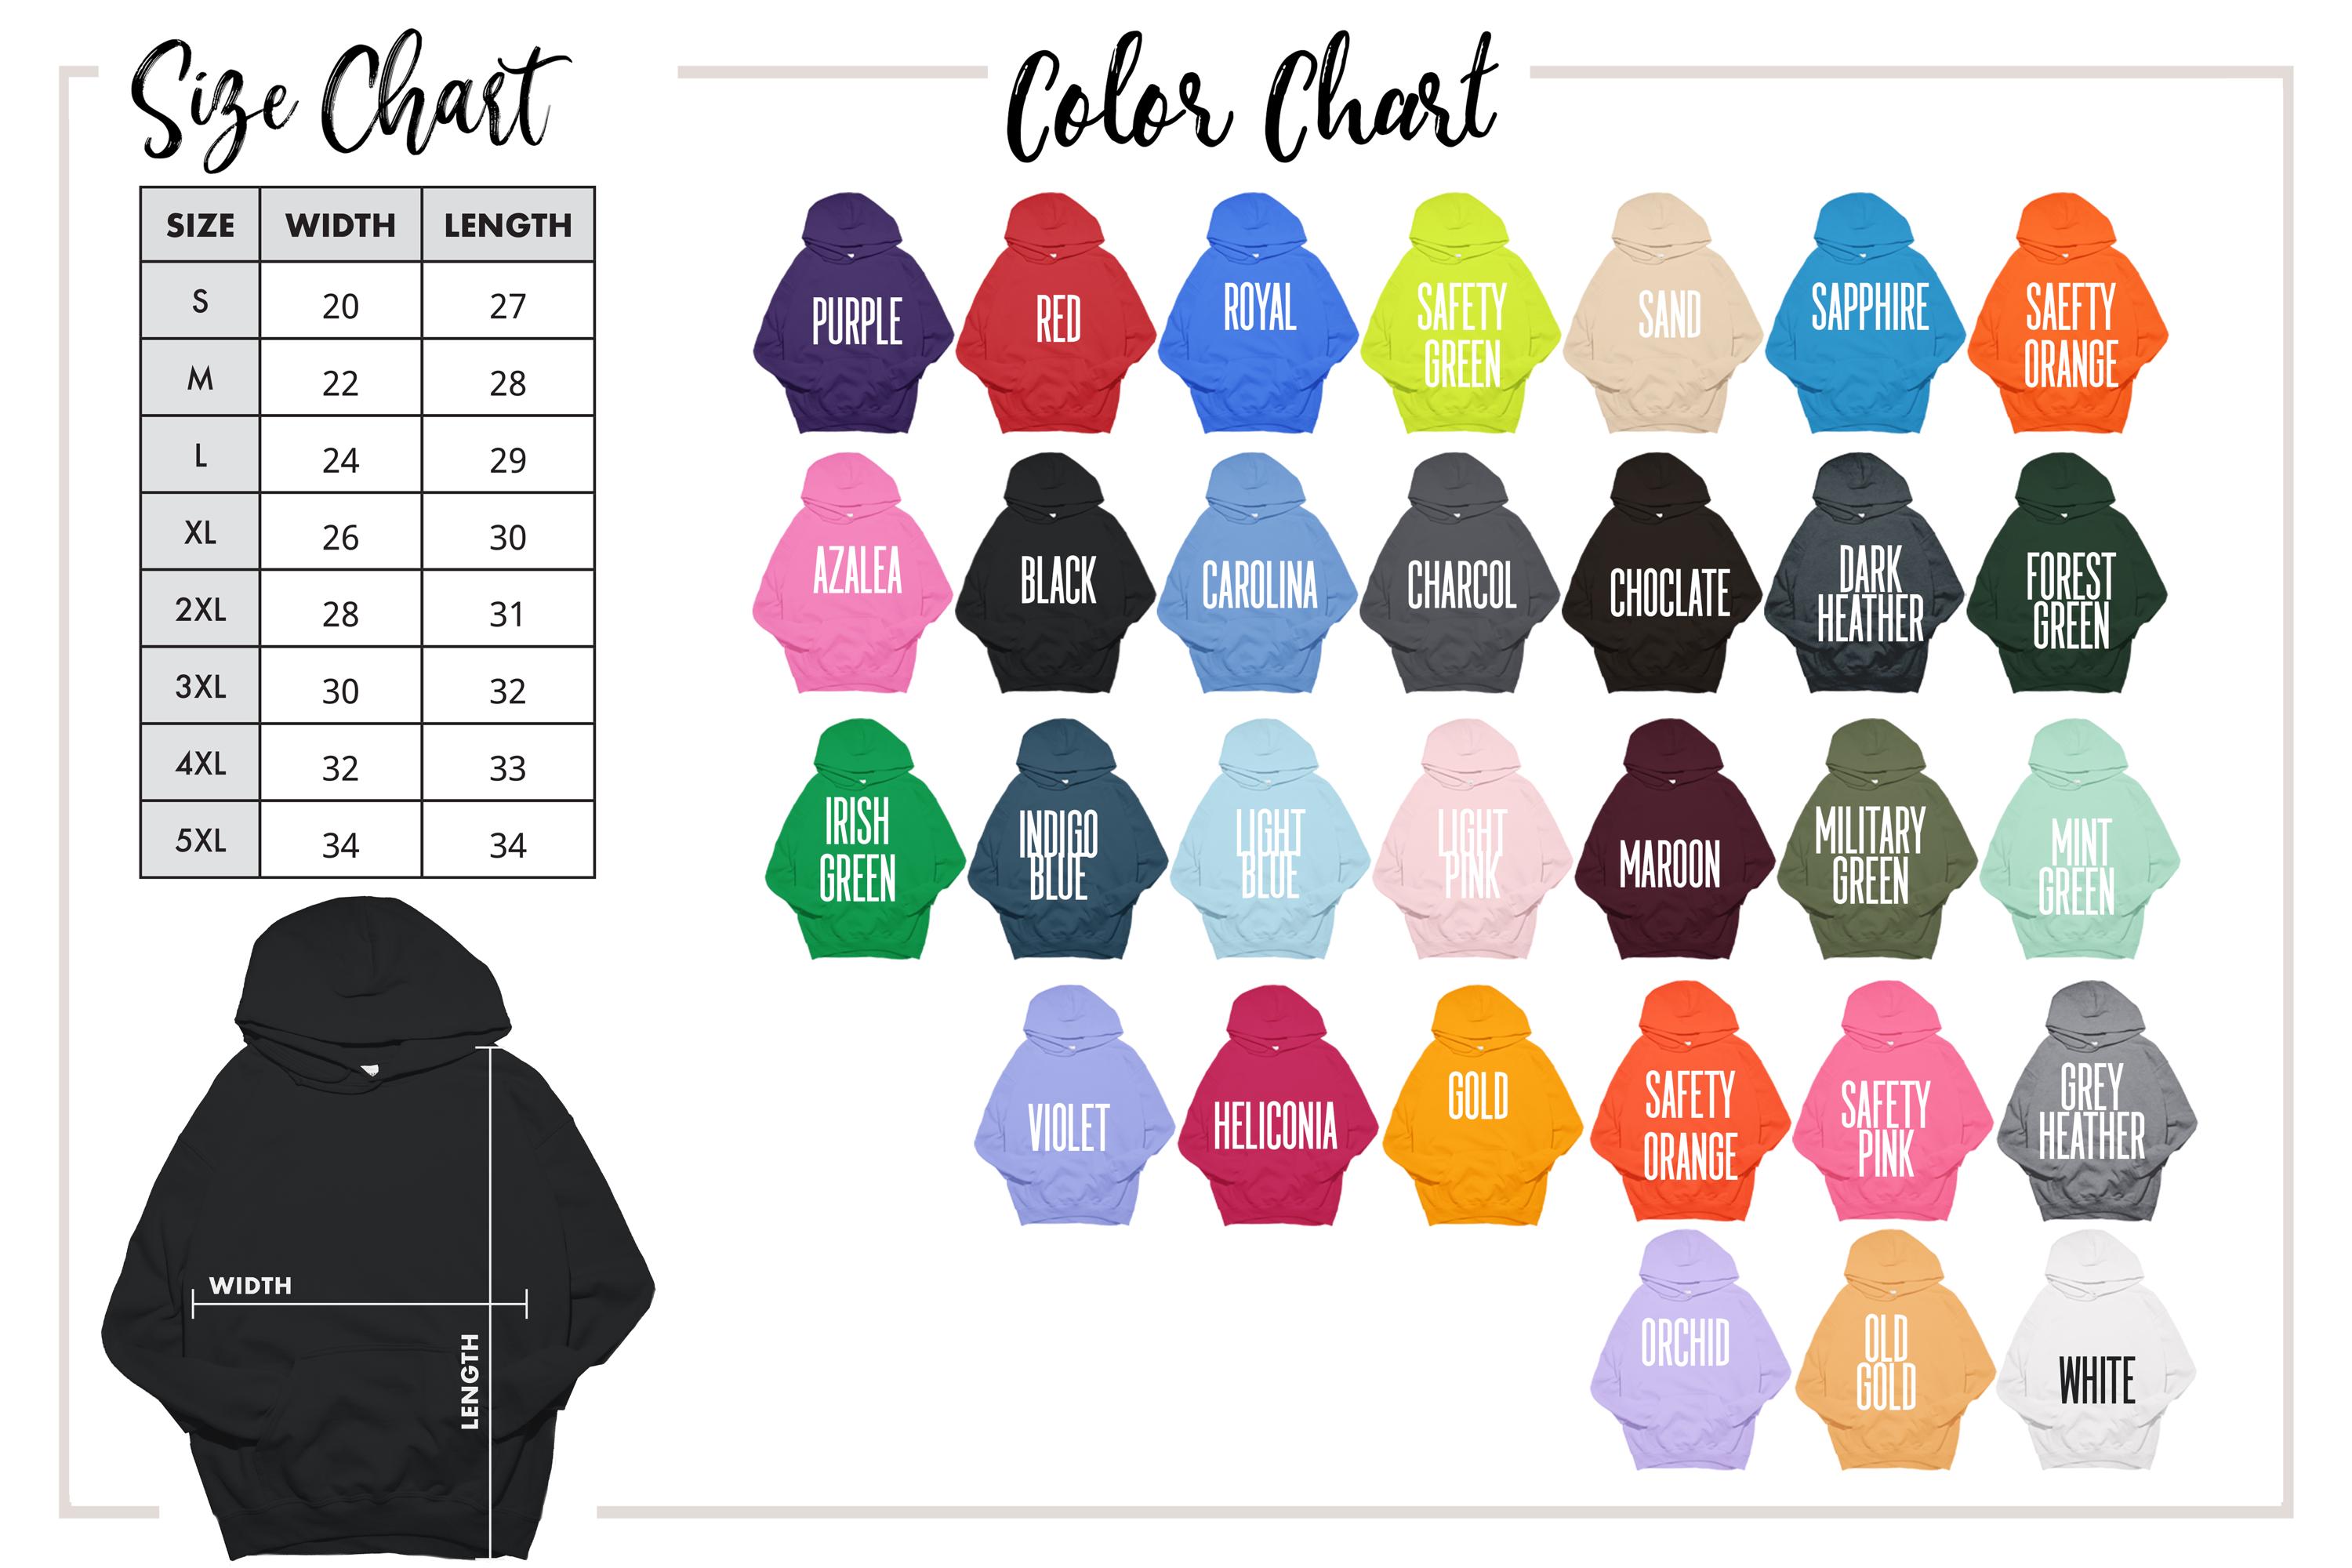 Size Chart
SIZE WIDTH LENGTH
S 20 27
M 22 28
L 24 29
XL 26 30
2XL 28 31
3XL 30 32
4XL 32 33
5XL 34 34
WIDTH
LENGTH
Color Chart
PURPLE
RED
ROYAL
SAFETY
GREEN
SAND
SAPPHIRE
SAEFTY
ORANGE
AZALEA
BLACK
CAROLINA
CHARCOL
CHOCLATE
DARK
HEATHER
FOREST
GREEN
IRISH
GREEN
INDIGO
BLUE
LIGHT
BLUE
LIGHT
PINK
MAROON
MILITARY
GREEN
MINT
GREEN
VIOLET
HELICONIA
GOLD
SAFETY
ORANGE
SAFETY
PINK
GREY
HEATHER
ORCHID
OLD
GOLD
WHITE